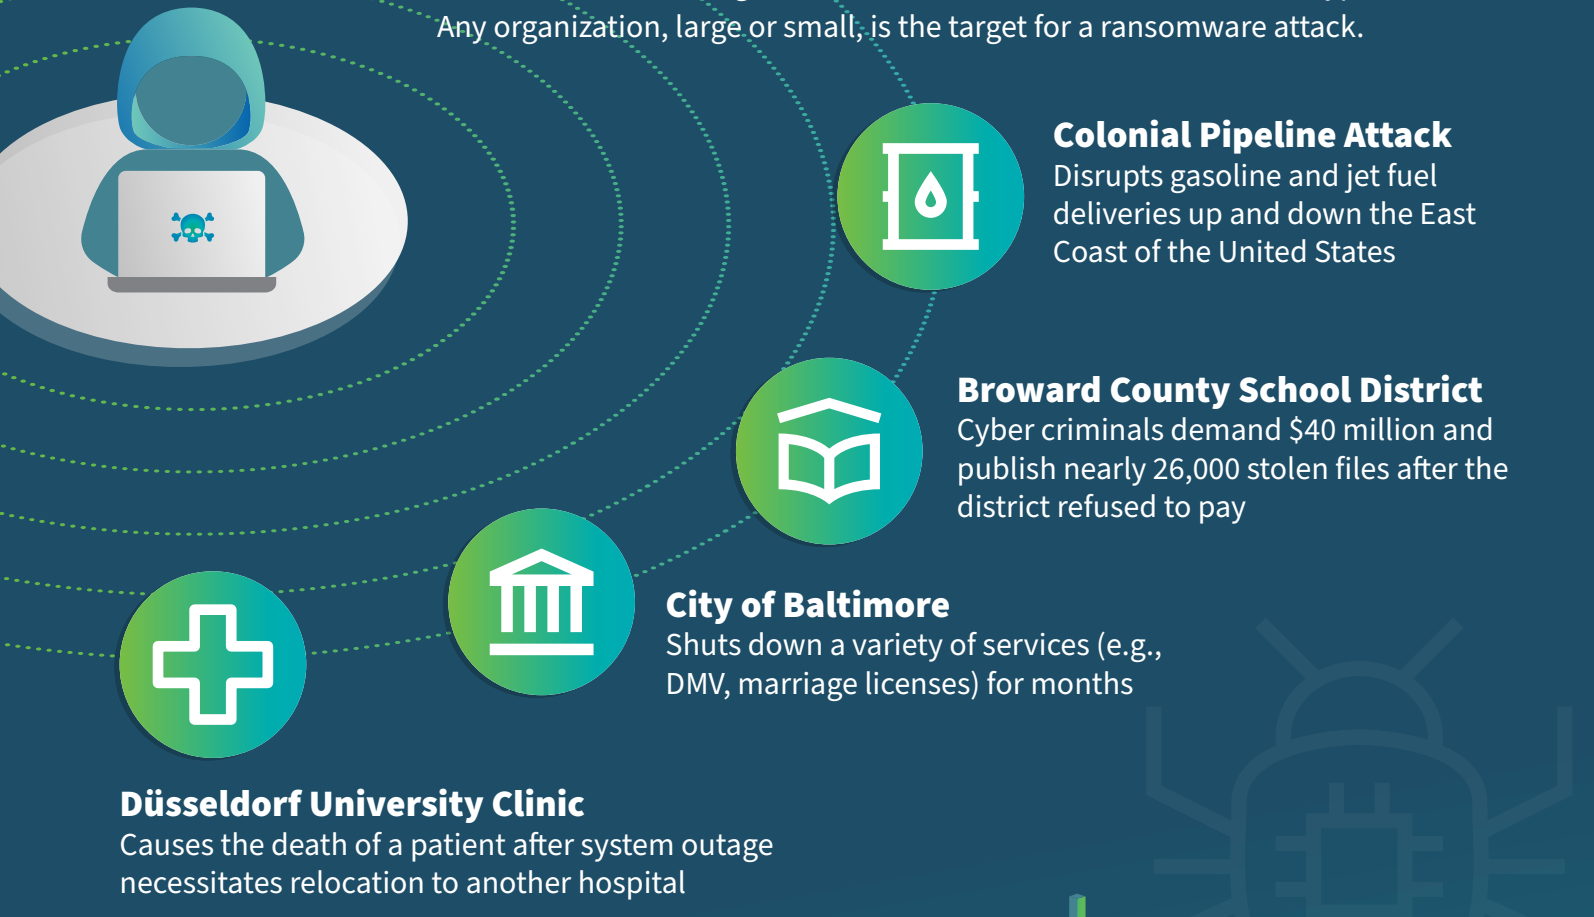 Any organization, large or small, is the target for a ransomware attack.
Colonial Pipeline Attack
Disrupts gasoline and jet fuel
deliveries up and down the East
Coast of the United States
Broward County School District
Cyber criminals demand $40 million and
publish nearly 26,000 stolen files after the
district refused to pay
City of Baltimore
Shuts down a variety of services (e.g.,
DMV, marriage licenses) for months
Düsseldorf University Clinic
Causes the death of a patient after system outage
necessitates relocation to another hospital